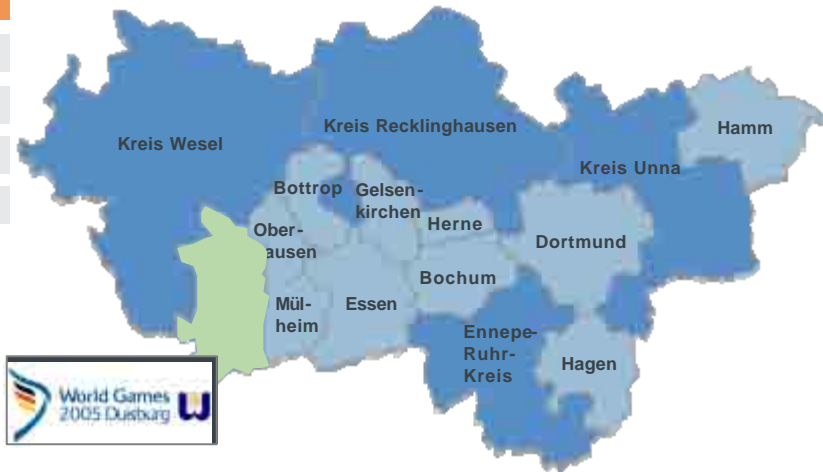 Kreis Wesel
Kreis Recklinghausen
Hamm
Kreis Unna
Bottrop
Gelsen-
kirchen
Herne
Ober-
ausen
Dortmund
Bochum
Mül-
heim
Essen
Ennepe-
Ruhr-
Kreis
Hagen
World Games
2005 Duisburg